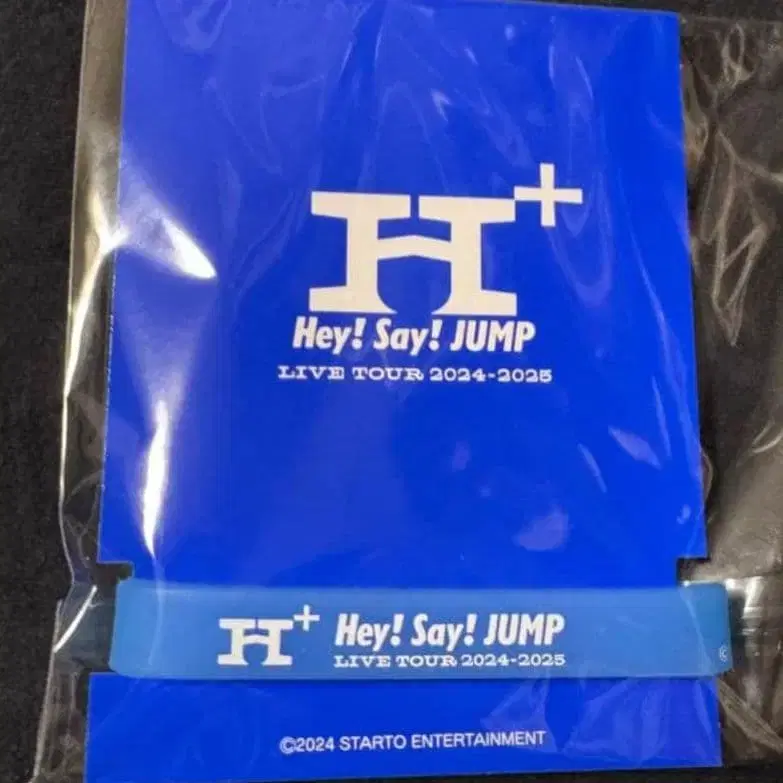 H+
Hey! Say! JUMP
LIVE TOUR 2024-2025
H+ Hey! Say! JUMP
LIVE TOUR 2024-2025
©
©2024 STARTO ENTERTAINMENT